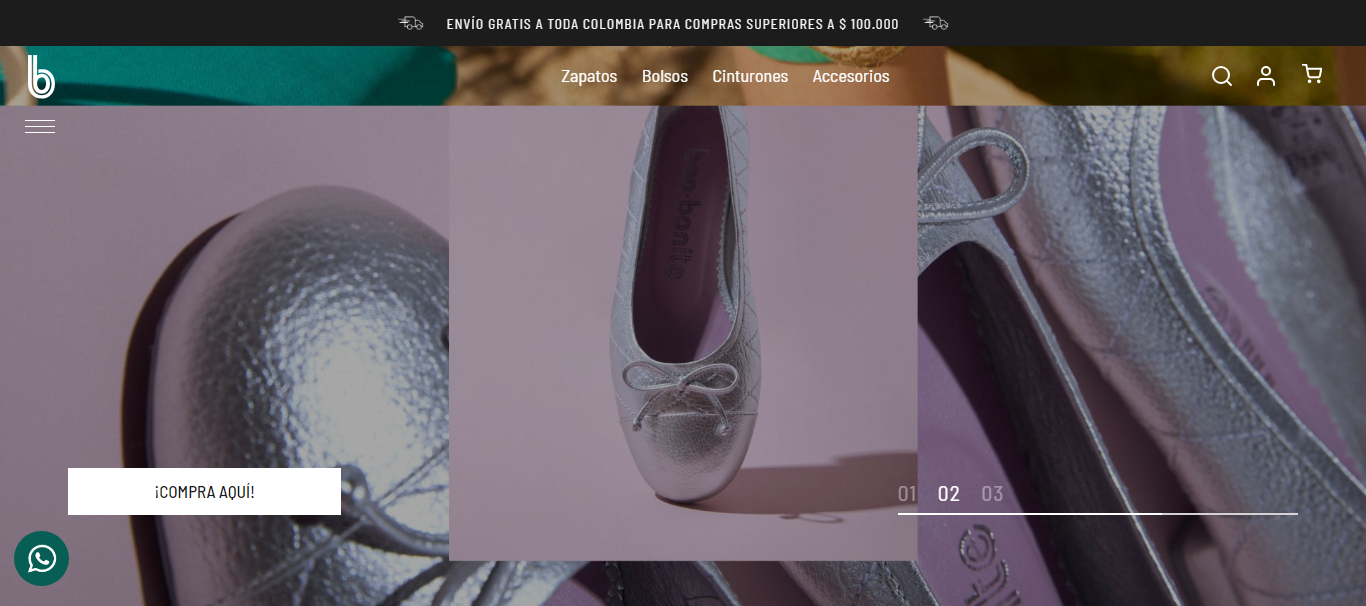 ENVÍO GRATIS A TODA COLOMBIA PARA COMPRAS SUPERIORES A $ 100.000
b
Zapatos Bolsos Cinturones Accesorios
bon·bonite
¡COMPRA AQUÍ!
01 02 03